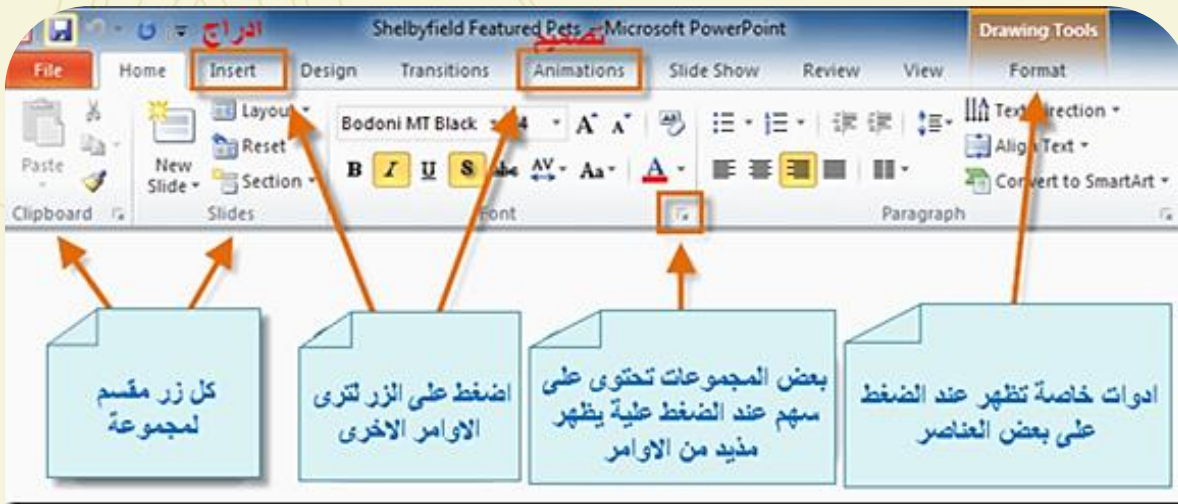 ادراج
Shelbyfield Featured Pets - Microsoft PowerPoint
تصميم
Drawing Tools
File Home Insert Design Transitions Animations Slide Show Review View Format
Layout
Bodoni MT Black
A A
Text Direction
Paste
New Slide
Reset
Align Text
Section
B I U S abc AV Aa A
Convert to SmartArt
Clipboard Slides Font Paragraph
كل زر مقسم
لمجموعة
اضغط على الزر لترى
الاوامر الاخرى
بعض المجموعات تحتوى على
سهم عند الضغط علية يظهر
مذيد من الاوامر
ادوات خاصة تظهر عند الضغط
على بعض العناصر